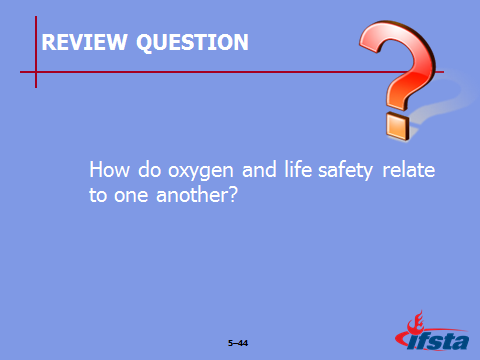 REVIEW QUESTION
How do oxygen and life safety relate
to one another?
5–44
ifsta